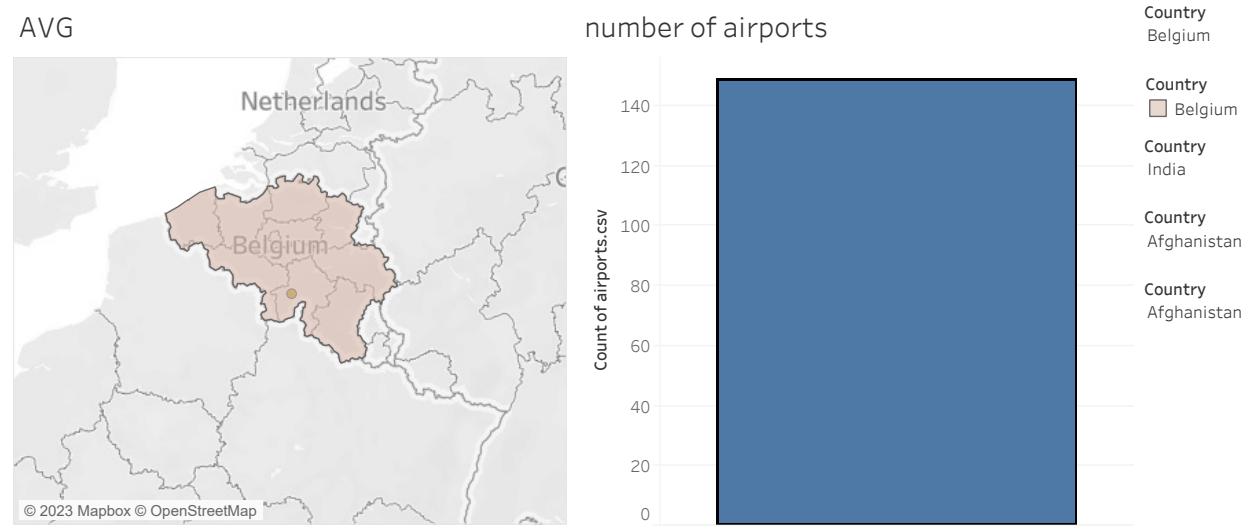 AVG
Netherlands
Belgium
© 2023 Mapbox © OpenStreetMap
number of airports
Count of airports.csv
140
120
100
80
60
40
20
0
Country
Belgium
Country
Belgium
Country
India
Country
Afghanistan
Country
Afghanistan